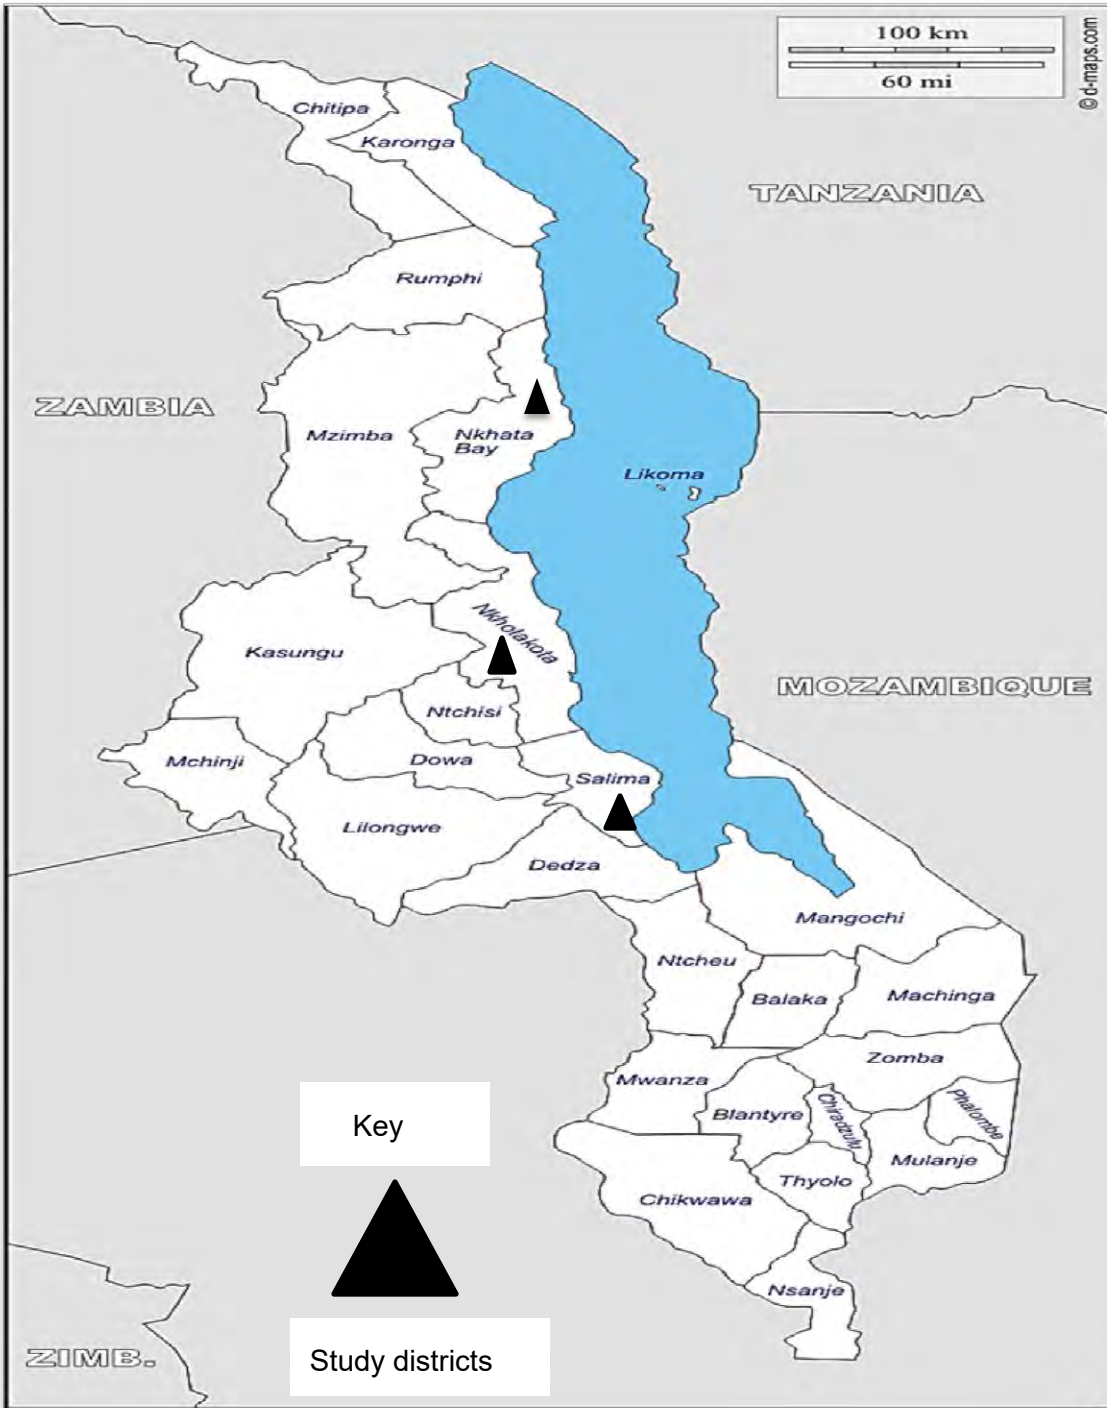 100 km
60 mi
© d-maps.com
Chitipa
Karonga
TANZANIA
Rumphi
ZAMBIA
Mzimba
Nkhata
Bay
Likoma
Nkholakota
Kasungu
MOZAMBIQUE
Ntchisi
Mchinji
Dowa
Salima
Lilongwe
Dedza
Mangochi
Ntcheu
Balaka
Machinga
Zomba
Mwanza
Blantyre
Chiradzulu
Phalombe
Mulanje
Thyolo
Chikwawa
Nsanje
Key
Study districts
ZIMB.